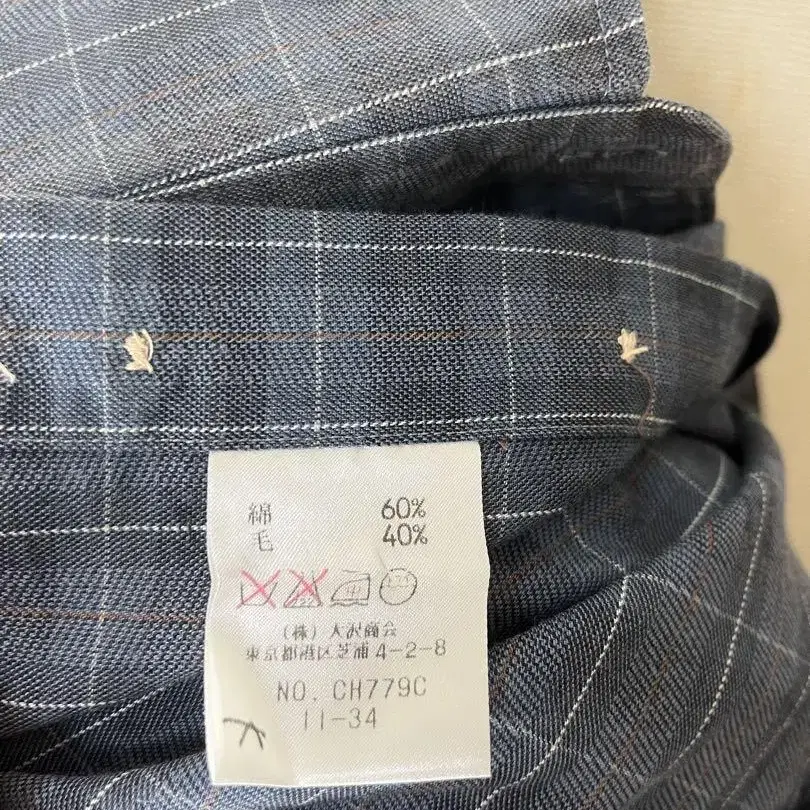 綿 60%
毛 40%
中
(株) 大沢商会
東京都港区芝浦 4-2-8
NO. CH779C
11-34